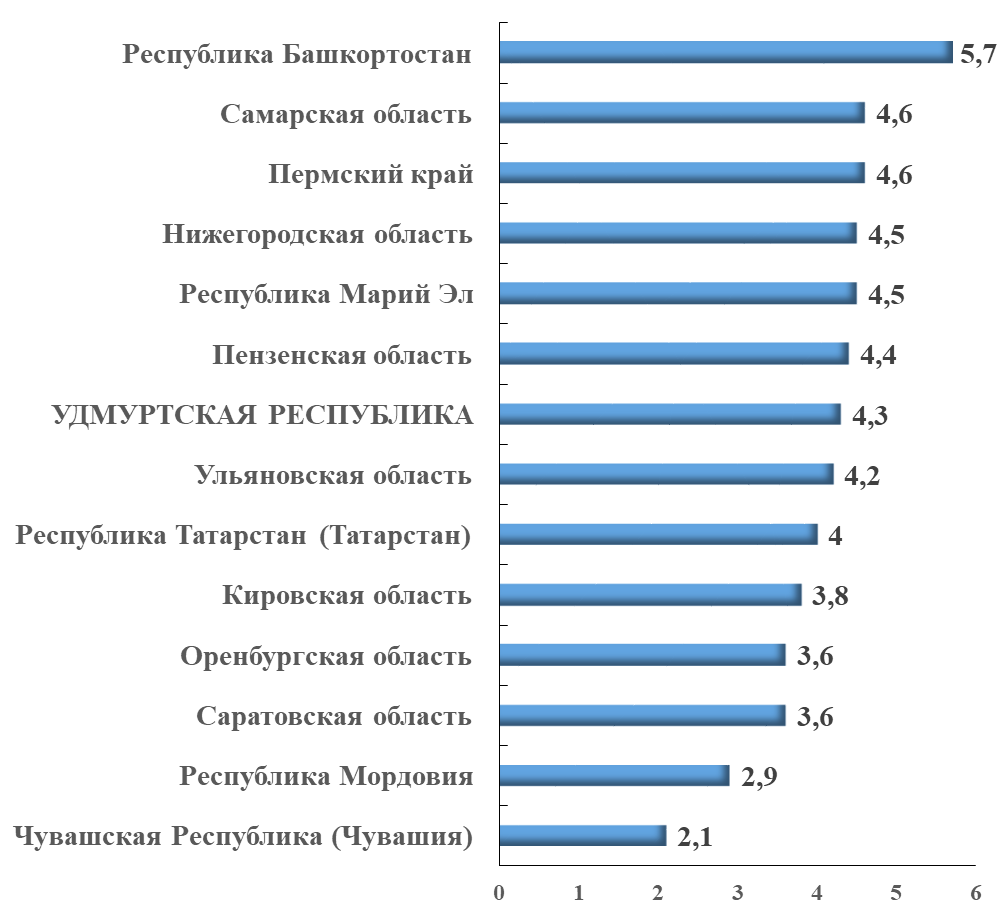 Республика Башкортостан 5,7
Самарская область 4,6
Пермский край 4,6
Нижегородская область 4,5
Республика Марий Эл 4,5
Пензенская область 4,4
УДМУРТСКАЯ РЕСПУБЛИКА 4,3
Ульяновская область 4,2
Республика Татарстан (Татарстан) 4
Кировская область 3,8
Оренбургская область 3,6
Саратовская область 3,6
Республика Мордовия 2,9
Чувашская Республика (Чувашия) 2,1
0 1 2 3 4 5 6